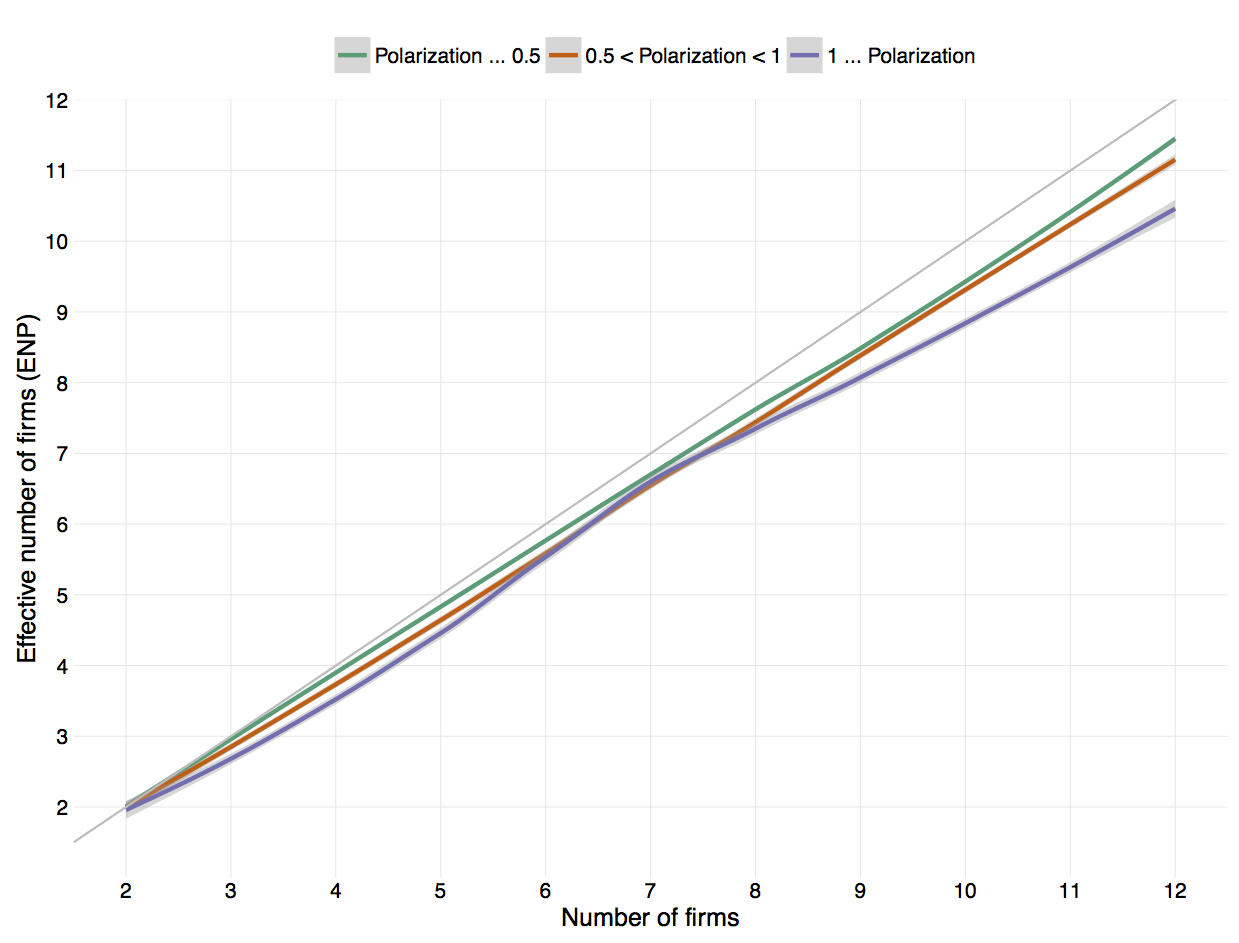 Polarization ... 0.5 0.5 < Polarization < 1 1 ... Polarization
12
11
10
9
8
7
6
5
4
3
2
Effective number of firms (ENP)
2 3 4 5 6 7 8 9 10 11 12
Number of firms